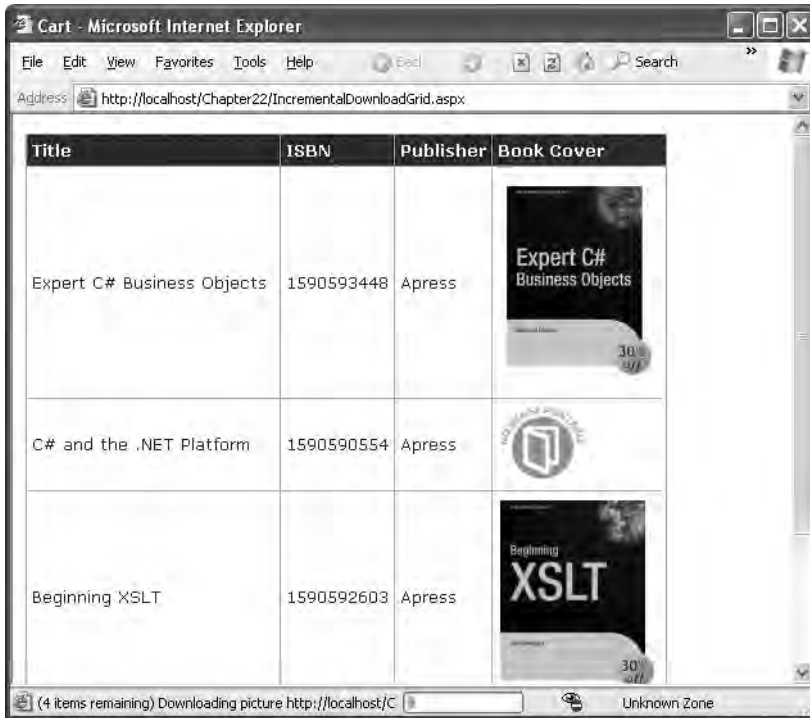 Cart - Microsoft Internet Explorer
File Edit View Favorites Tools Help
Search
»
Address http://localhost/Chapter22/IncrementalDownloadGrid.aspx
Title ISBN Publisher Book Cover
Expert C#
Business Objects
30%
off
Expert C# Business Objects 1590593448 Apress
C# and the .NET Platform 1590590554 Apress
Beginning
XSLT
30%
off
Beginning XSLT 1590592603 Apress
(4 items remaining) Downloading picture http://localhost/C
Unknown Zone